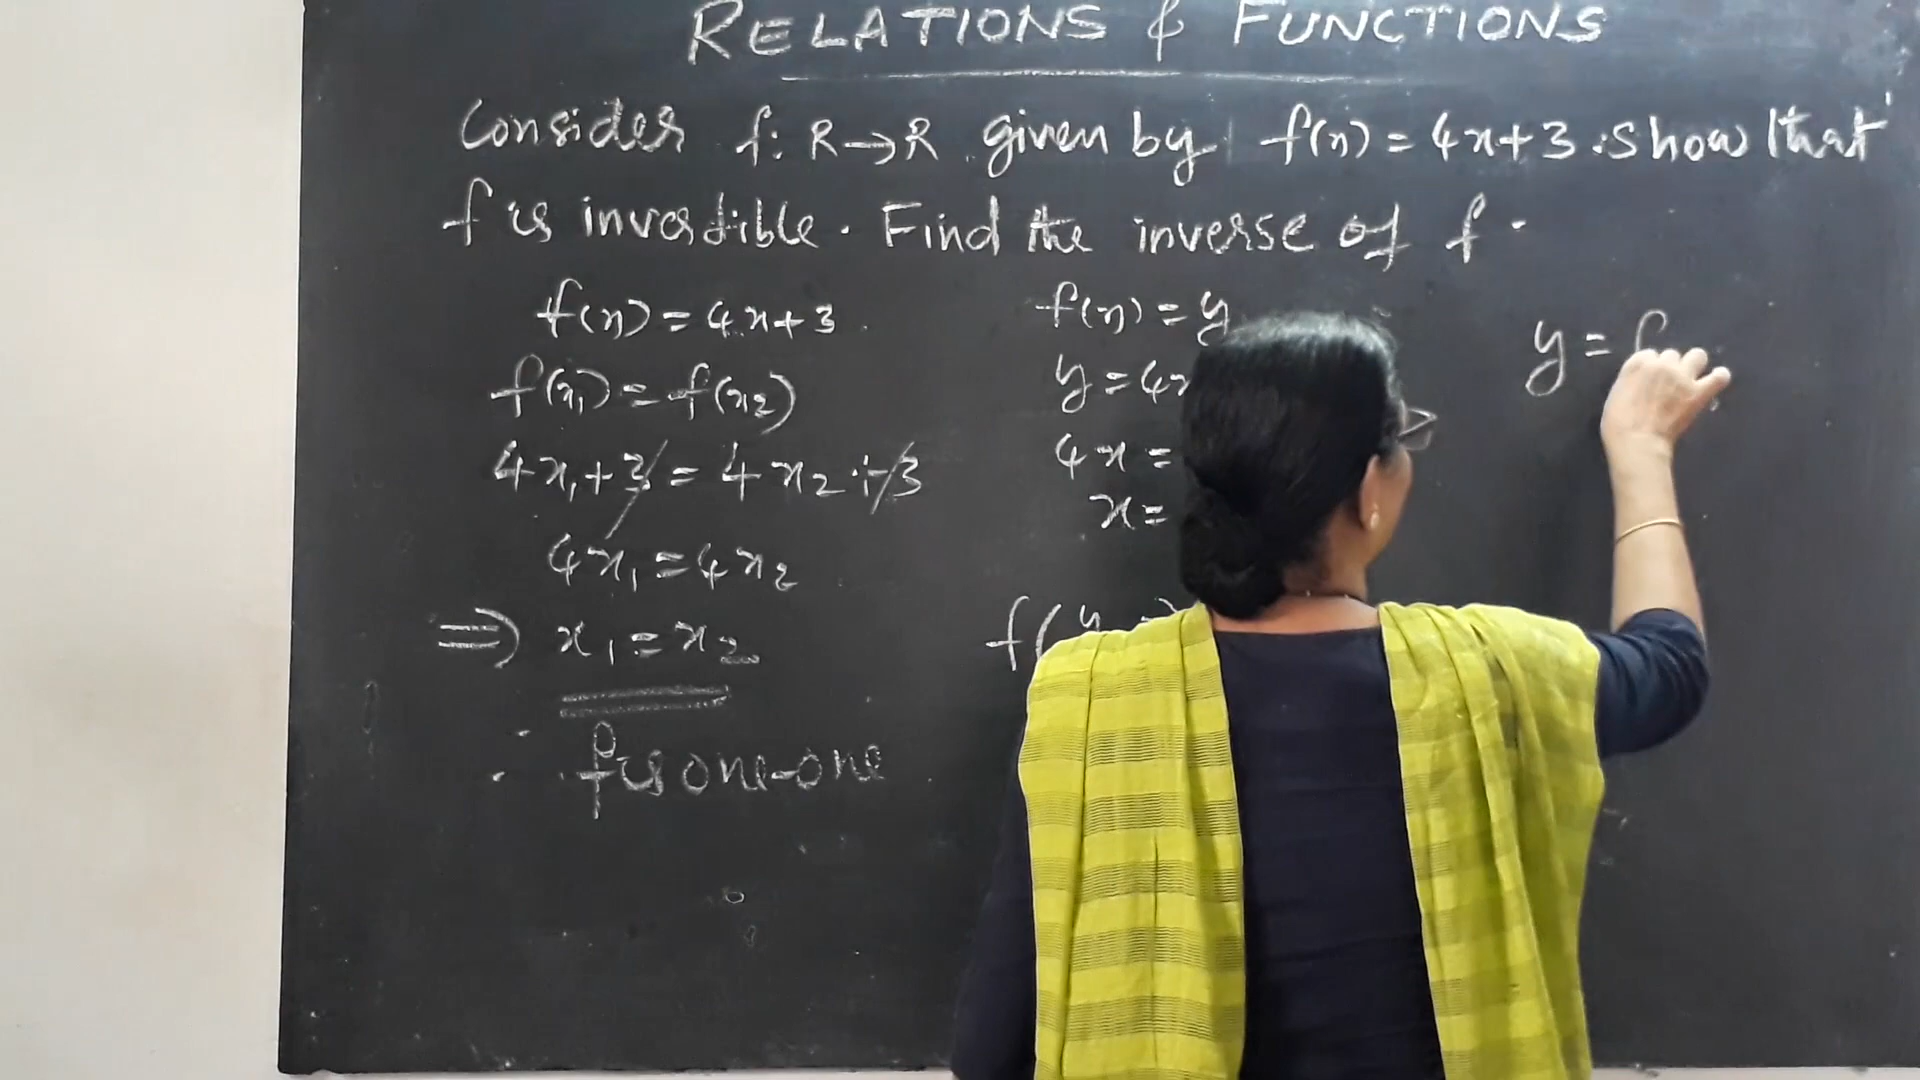 RELATIONS & FUNCTIONS
Consider f: R→R given by f(x) = 4x+3. Show that
f is invertible. Find the inverse of f.
f(x) = 4x+3
f(x₁) = f(x₂)
4x₁+3 = 4x₂+3
4x₁ = 4x₂
⇒) x₁ = x₂
∴ f is one-one
f(x) = y
y = 4x
4x =
x =
f(y
y = f